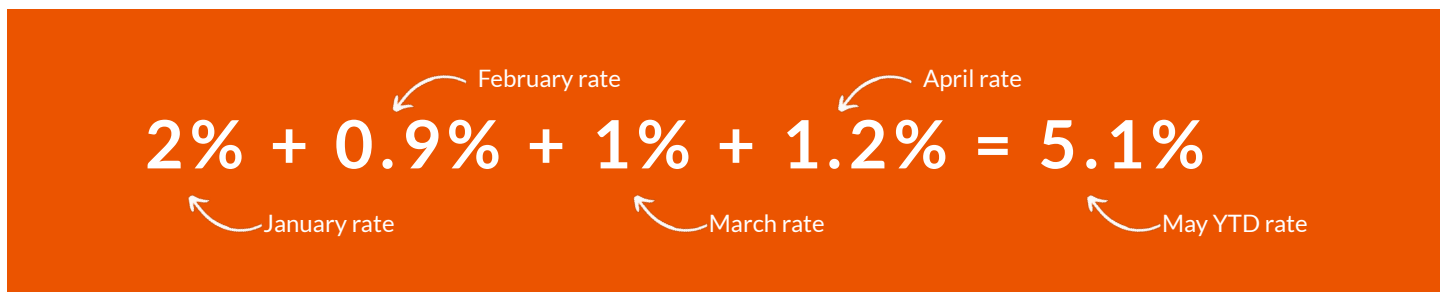 February rate
April rate
2% + 0.9% + 1% + 1.2% = 5.1%
January rate
March rate
May YTD rate